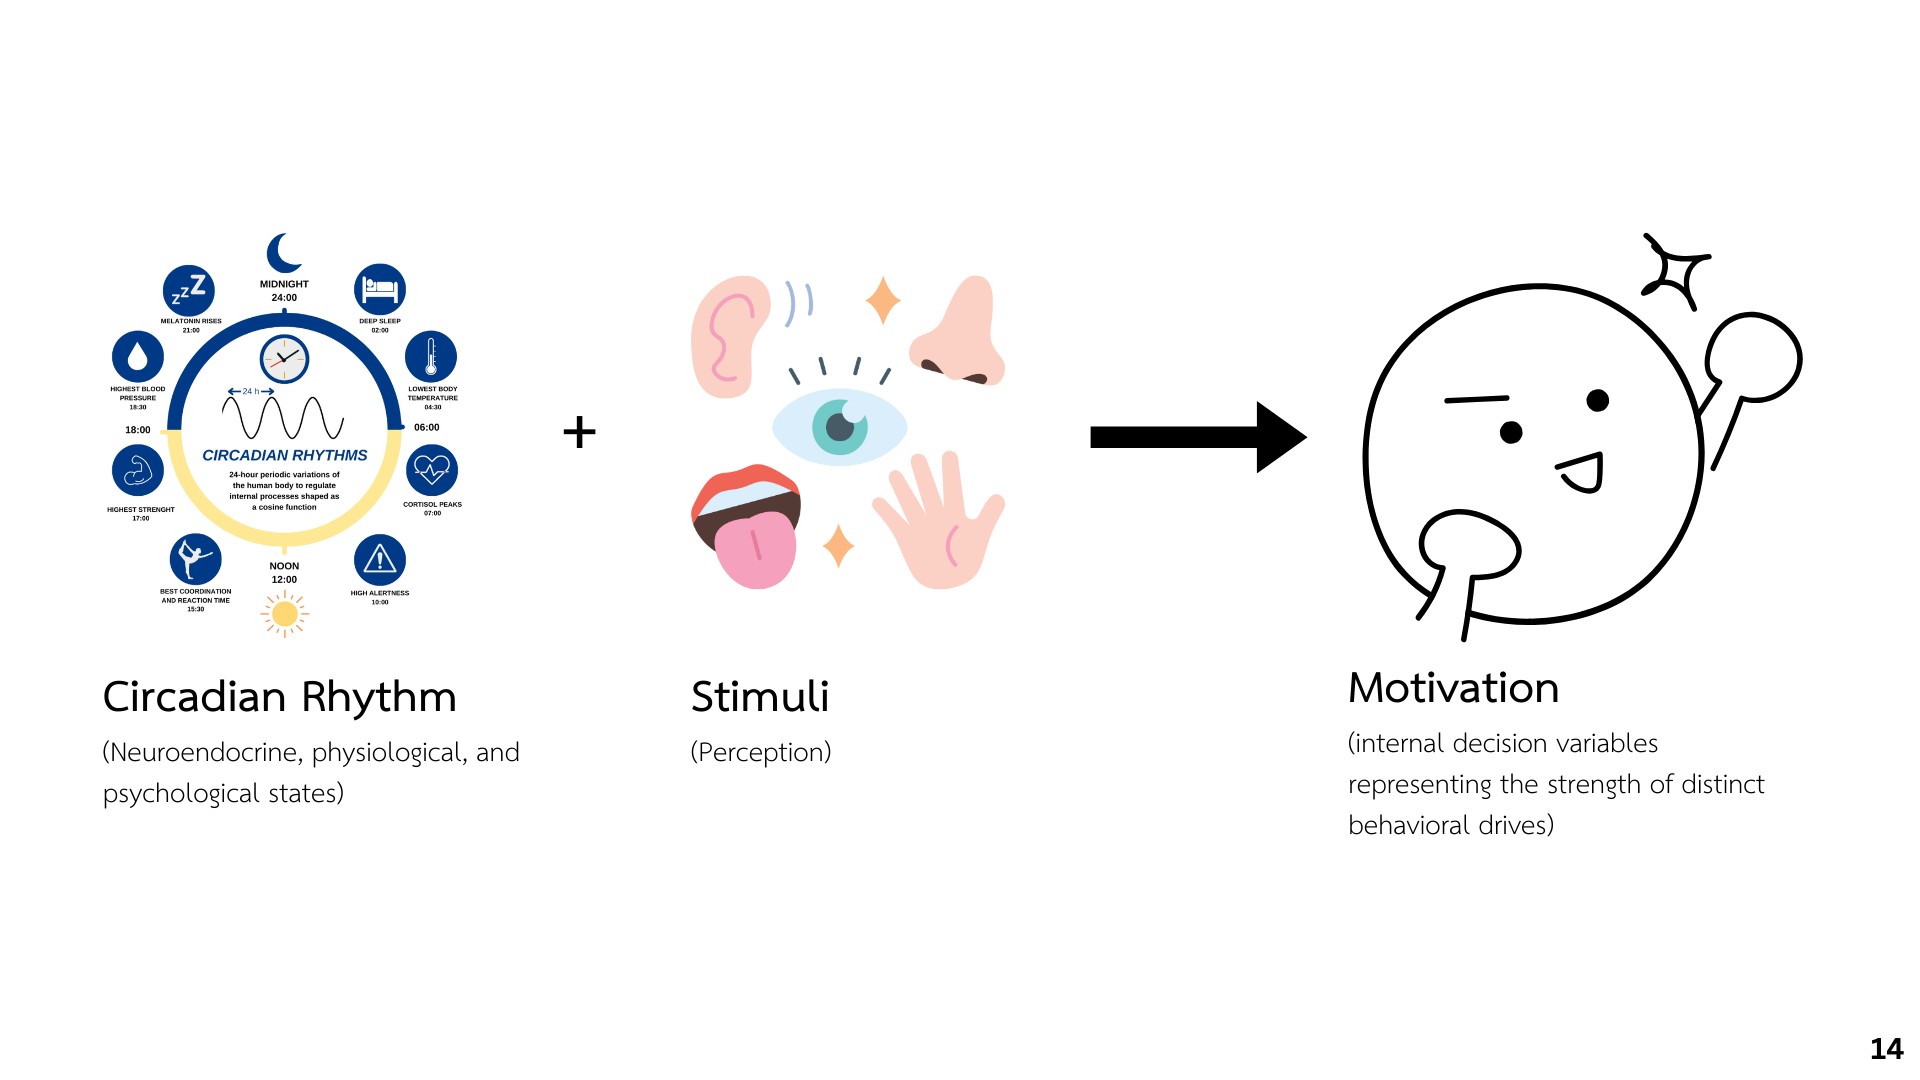 MIDNIGHT
24:00
zzZ
MELATONIN RISES
21:00
DEEP SLEEP
02:00
HIGHEST BLOOD
PRESSURE
18:30
LOWEST BODY
TEMPERATURE
04:30
24 h
18:00
06:00
CIRCADIAN RHYTHMS
24-hour periodic variations of
the human body to regulate
internal processes shaped as
a cosine function
HIGHEST STRENGHT
17:00
CORTISOL PEAKS
07:00
NOON
12:00
BEST COORDINATION
AND REACTION TIME
15:30
HIGH ALERTNESS
10:00
+
Circadian Rhythm
(Neuroendocrine, physiological, and
psychological states)
Stimuli
(Perception)
Motivation
(internal decision variables
representing the strength of distinct
behavioral drives)
14